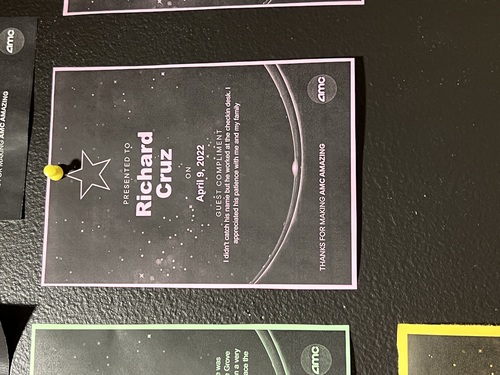 FOR MAKING AMC AMAZING
amc
PRESENTED TO
Richard
Cruz
ON
April 9, 2022
GUEST COMPLIMENT
I didn't catch his name but he worked at the checkin desk. I
appreciated his patience with me and my family
THANKS FOR MAKING AMC AMAZING
amc
e was
Grove
n a very
ace the
amc